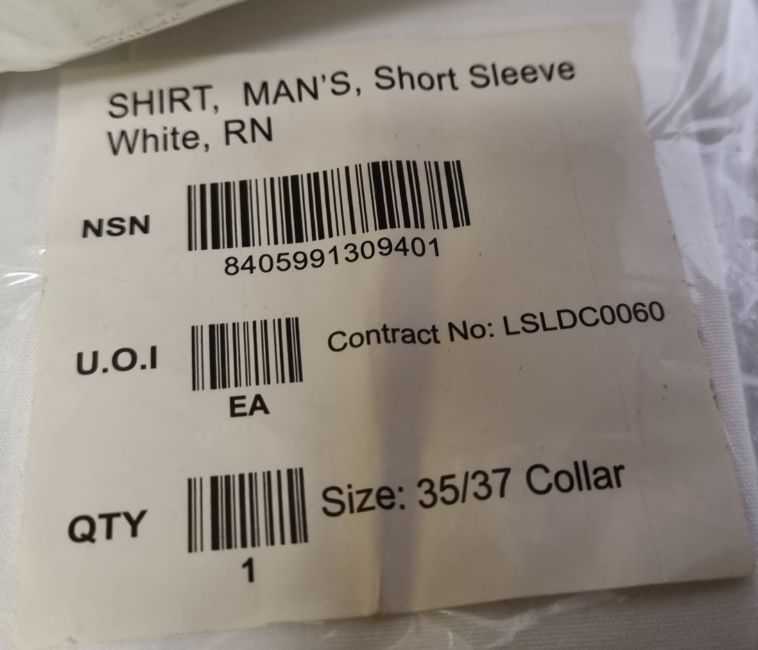 SHIRT, MAN'S, Short Sleeve
White, RN
NSN
8405991309401
U.O.I
EA
Contract No: LSLDC0060
QTY
1
Size: 35/37 Collar